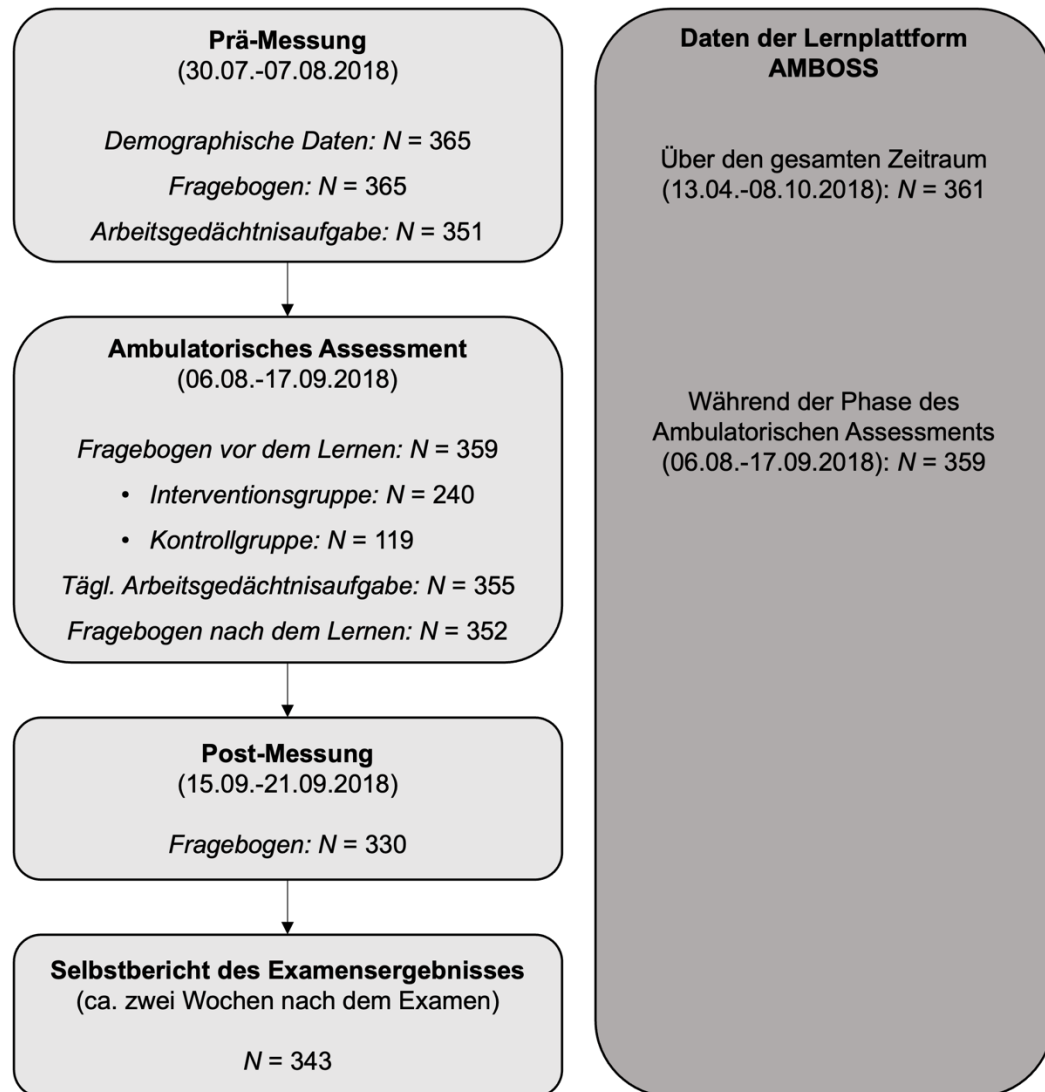 Prä-Messung
(30.07.-07.08.2018)
Demographische Daten: N = 365
Fragebogen: N = 365
Arbeitsgedächtnisaufgabe: N = 351
Ambulatorisches Assessment
(06.08.-17.09.2018)
Fragebogen vor dem Lernen: N = 359
• Interventionsgruppe: N = 240
• Kontrollgruppe: N = 119
Tägl. Arbeitsgedächtnisaufgabe: N = 355
Fragebogen nach dem Lernen: N = 352
Post-Messung
(15.09.-21.09.2018)
Fragebogen: N = 330
Selbstbericht des Examensergebnisses
(ca. zwei Wochen nach dem Examen)
N = 343
Daten der Lernplattform
AMBOSS
Über den gesamten Zeitraum
(13.04.-08.10.2018): N = 361
Während der Phase des
Ambulatorischen Assessments
(06.08.-17.09.2018): N = 359